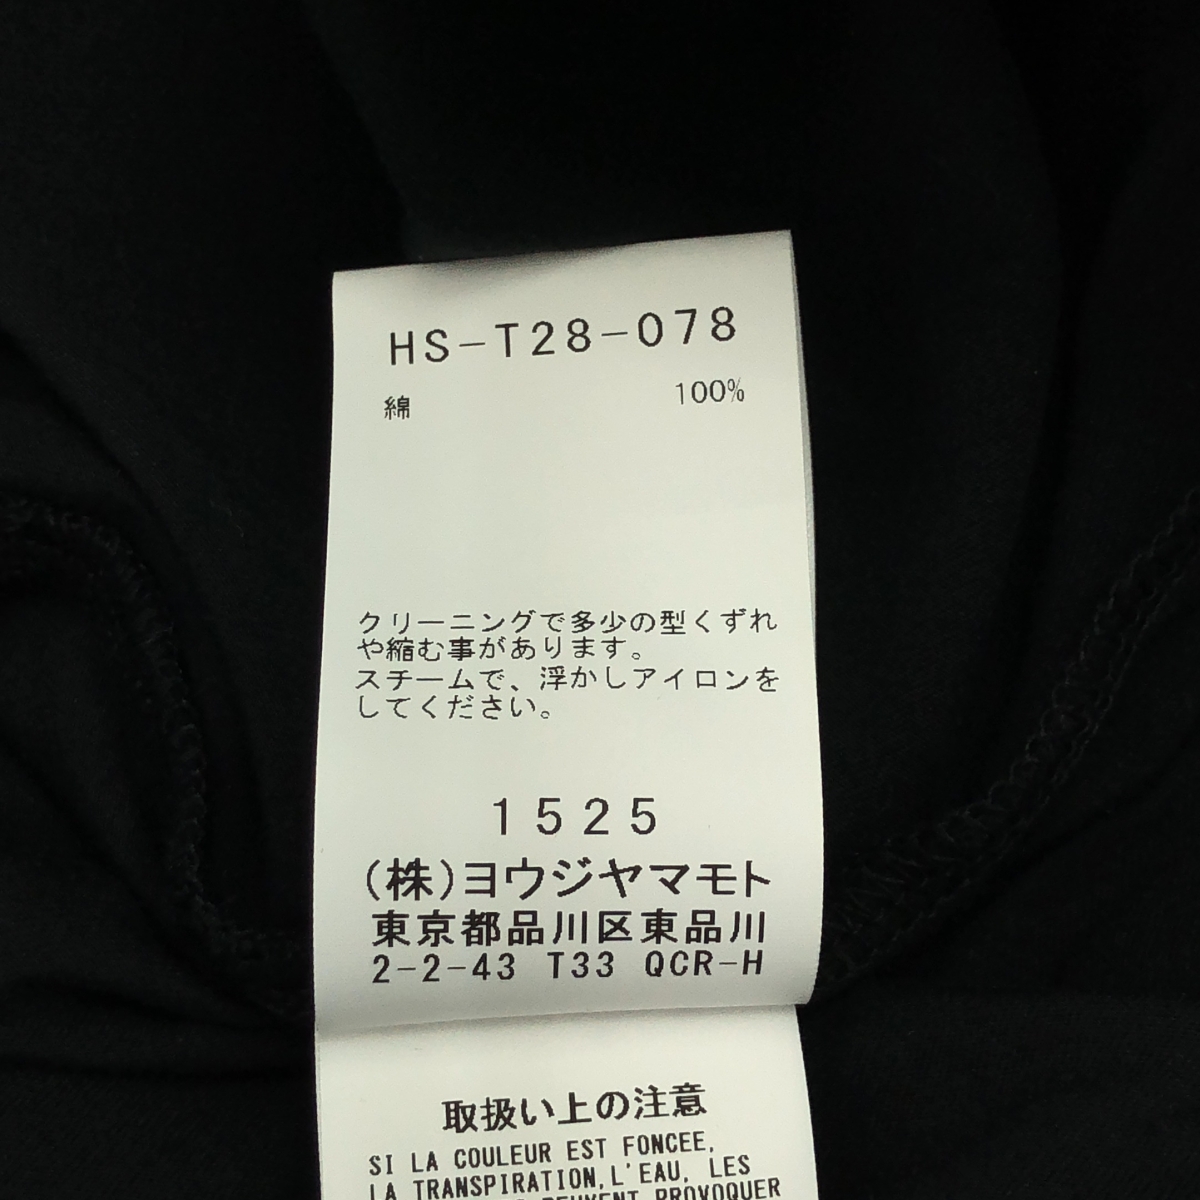 HS-T28-078
綿 100%
クリーニングで多少の型くずれ
や縮む事があります。
スチームで、浮かしアイロンを
してください。
1525
(株)ヨウジヤマモト
東京都品川区東品川
2-2-43 T33 QCR-H
取扱い上の注意
SI LA COULEUR EST FONCEE,
LA TRANSPIRATION,L'EAU, LES
PEUVENT PROVOQUER